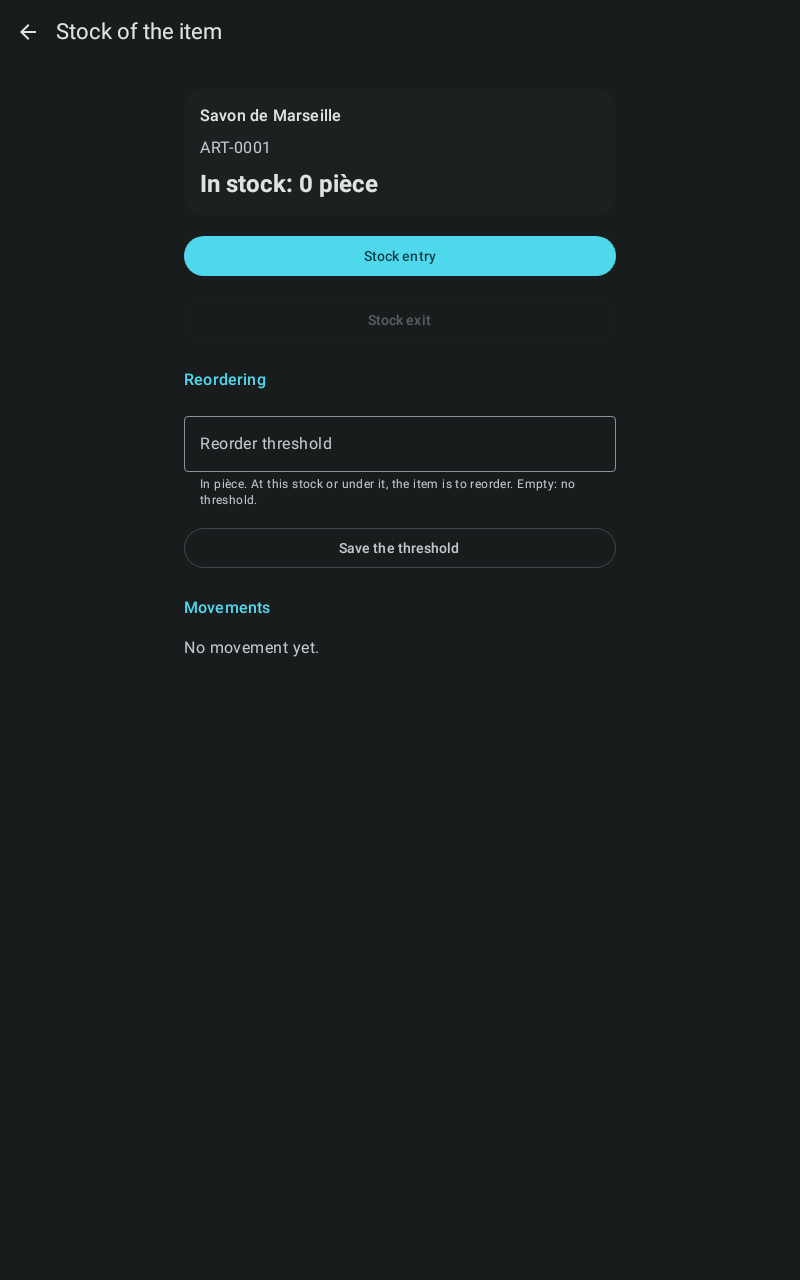 Stock of the item
Savon de Marseille
ART-0001
In stock: 0 pièce
Stock entry
Stock exit
Reordering
Reorder threshold
In pièce. At this stock or under it, the item is to reorder. Empty: no
threshold.
Save the threshold
Movements
No movement yet.